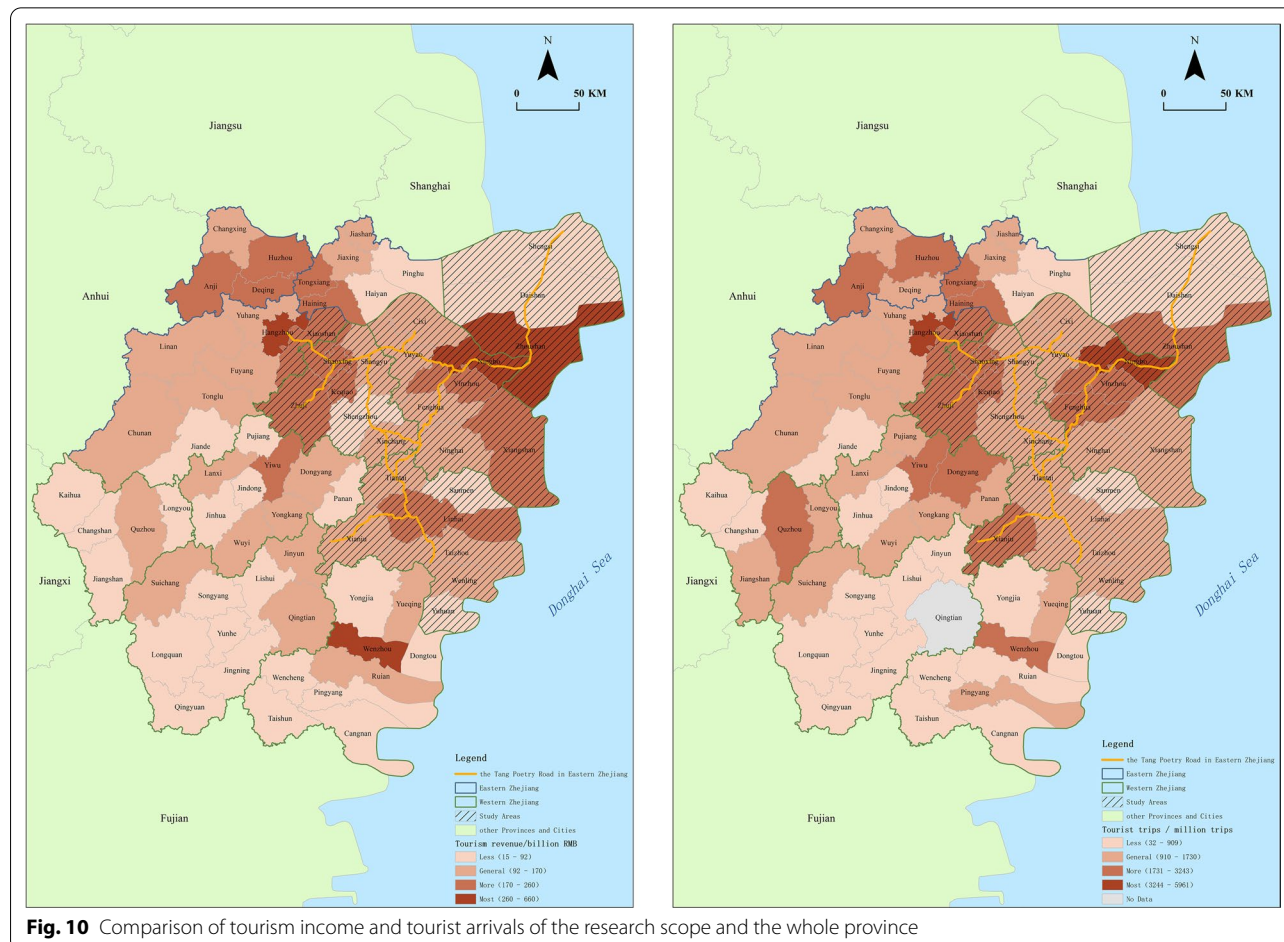 N
0 50 KM
Jiangsu
Shanghai
Anhui
Changxing
Huzhou
Jiashan
Jiaxing
Pinghu
Anji
Deqing
Tongxiang
Haining
Haiyan
Shengsi
Daishan
Yuhang
Hangzhou
Xiaoshan
Cixi
Zhoushan
Linan
Fuyang
Shaoxing
Shangyu
Yuyao
Ningbo
Yinzhou
Keqiao
Tonglu
Zhuji
Fenghua
Shengzhou
Chunan
Jiande
Pujiang
Xinchang
Ninghai
Xiangshan
Lanxi
Yiwu
Dongyang
Tiantai
Kaihua
Longyou
Jindong
Panan
Sanmen
Changshan
Quzhou
Jinhua
Yongkang
Linhai
Wuyi
Xianju
Jiangxi
Jiangshan
Suichang
Jinyun
Taizhou
Lishui
Wenling
Donghai Sea
Songyang
Yongjia
Yueqing
Yuhuan
Qingtian
Yunhe
Wenzhou
Longquan
Jingning
Dongtou
Wencheng
Ruian
Pingyang
Qingyuan
Taishun
Cangnan
Fujian
Legend
the Tang Poetry Road in Eastern Zhejiang
Eastern Zhejiang
Western Zhejiang
Study Areas
other Provinces and Cities
Tourism revenue/billion RMB
Less (15 - 92)
General (92 - 170)
More (170 - 260)
Most (260 - 660)
N
0 50 KM
Jiangsu
Shanghai
Anhui
Changxing
Huzhou
Jiashan
Jiaxing
Pinghu
Anji
Deqing
Tongxiang
Haining
Haiyan
Shengsi
Daishan
Yuhang
Hangzhou
Xiaoshan
Cixi
Zhoushan
Linan
Fuyang
Shaoxing
Shangyu
Yuyao
Ningbo
Yinzhou
Keqiao
Tonglu
Zhuji
Fenghua
Shengzhou
Chunan
Jiande
Pujiang
Xinchang
Ninghai
Xiangshan
Lanxi
Yiwu
Dongyang
Tiantai
Kaihua
Longyou
Jindong
Panan
Sanmen
Changshan
Quzhou
Jinhua
Yongkang
Linhai
Wuyi
Xianju
Jiangxi
Jiangshan
Suichang
Jinyun
Taizhou
Lishui
Wenling
Donghai Sea
Songyang
Yongjia
Yueqing
Yuhuan
Qingtian
Yunhe
Wenzhou
Longquan
Jingning
Dongtou
Wencheng
Ruian
Pingyang
Qingyuan
Taishun
Cangnan
Fujian
Legend
the Tang Poetry Road in Eastern Zhejiang
Eastern Zhejiang
Western Zhejiang
Study Areas
other Provinces and Cities
Tourist trips / million trips
Less (32 - 909)
General (910 - 1730)
More (1731 - 3243)
Most (3244 - 5961)
No Data
Fig. 10 Comparison of tourism income and tourist arrivals of the research scope and the whole province